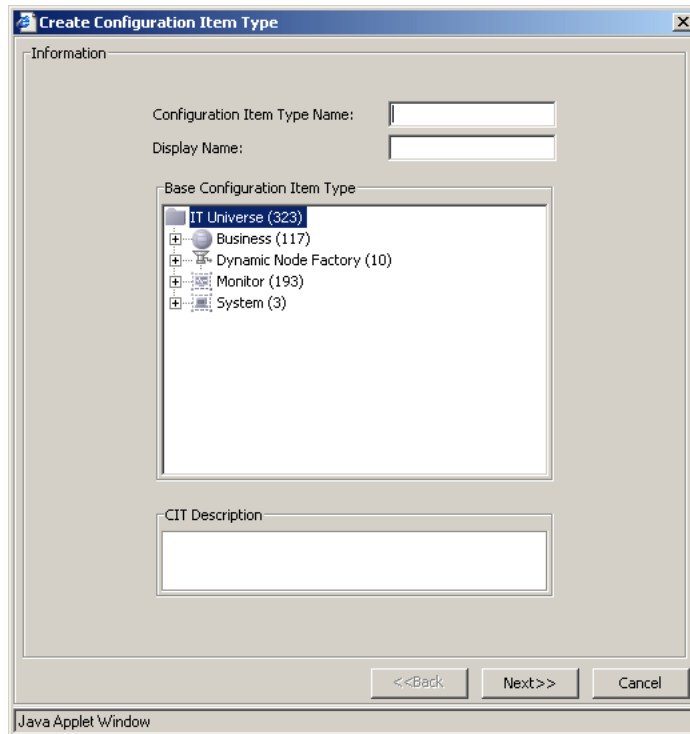 Create Configuration Item Type
Information
Configuration Item Type Name:
Display Name:
Base Configuration Item Type
IT Universe (323)
Business (117)
Dynamic Node Factory (10)
Monitor (193)
System (3)
CIT Description
<<Back Next>> Cancel
Java Applet Window